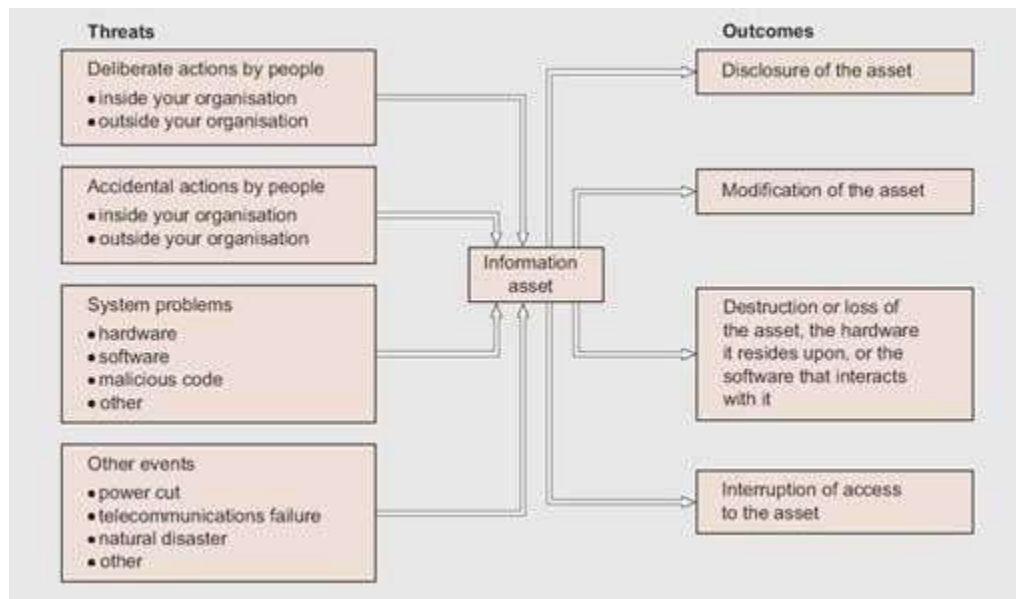 Threats
Deliberate actions by people
• inside your organisation
• outside your organisation
Accidental actions by people
• inside your organisation
• outside your organisation
System problems
• hardware
• software
• malicious code
• other
Other events
• power cut
• telecommunications failure
• natural disaster
• other
Information
asset
Outcomes
Disclosure of the asset
Modification of the asset
Destruction or loss of
the asset, the hardware
it resides upon, or the
software that interacts
with it
Interruption of access
to the asset